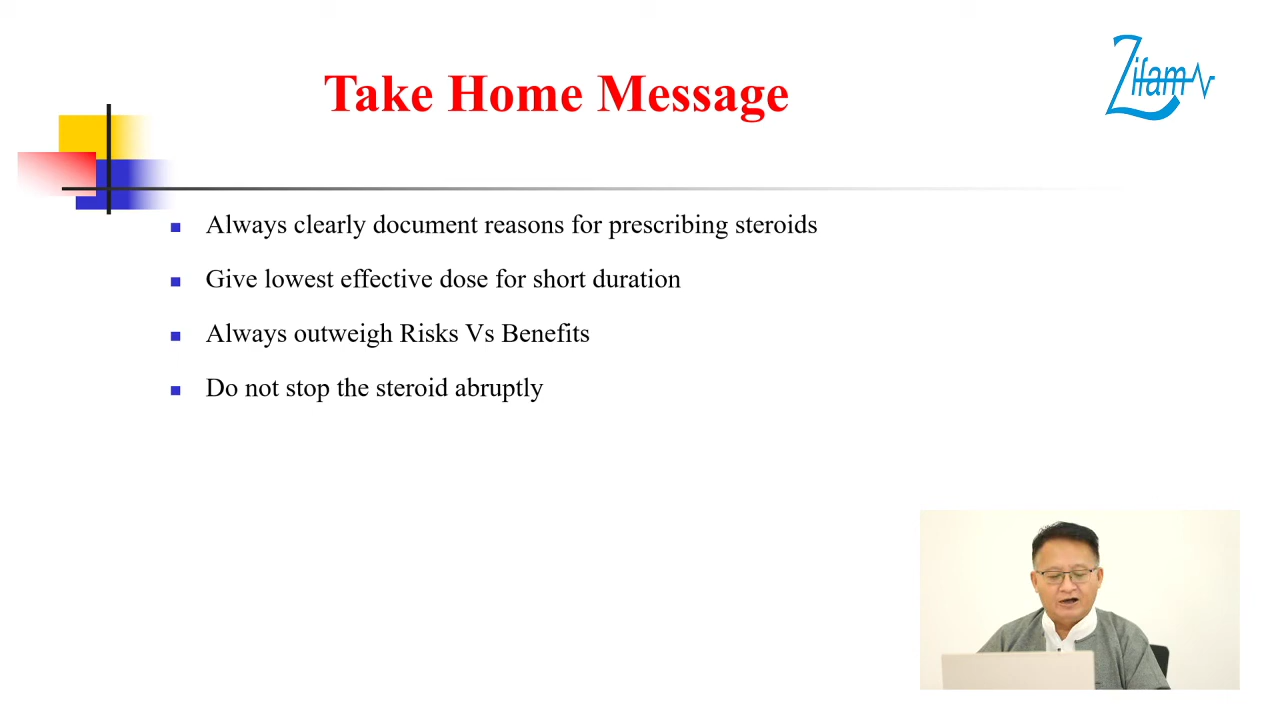 Take Home Message
Zifam
Always clearly document reasons for prescribing steroids
Give lowest effective dose for short duration
Always outweigh Risks Vs Benefits
Do not stop the steroid abruptly